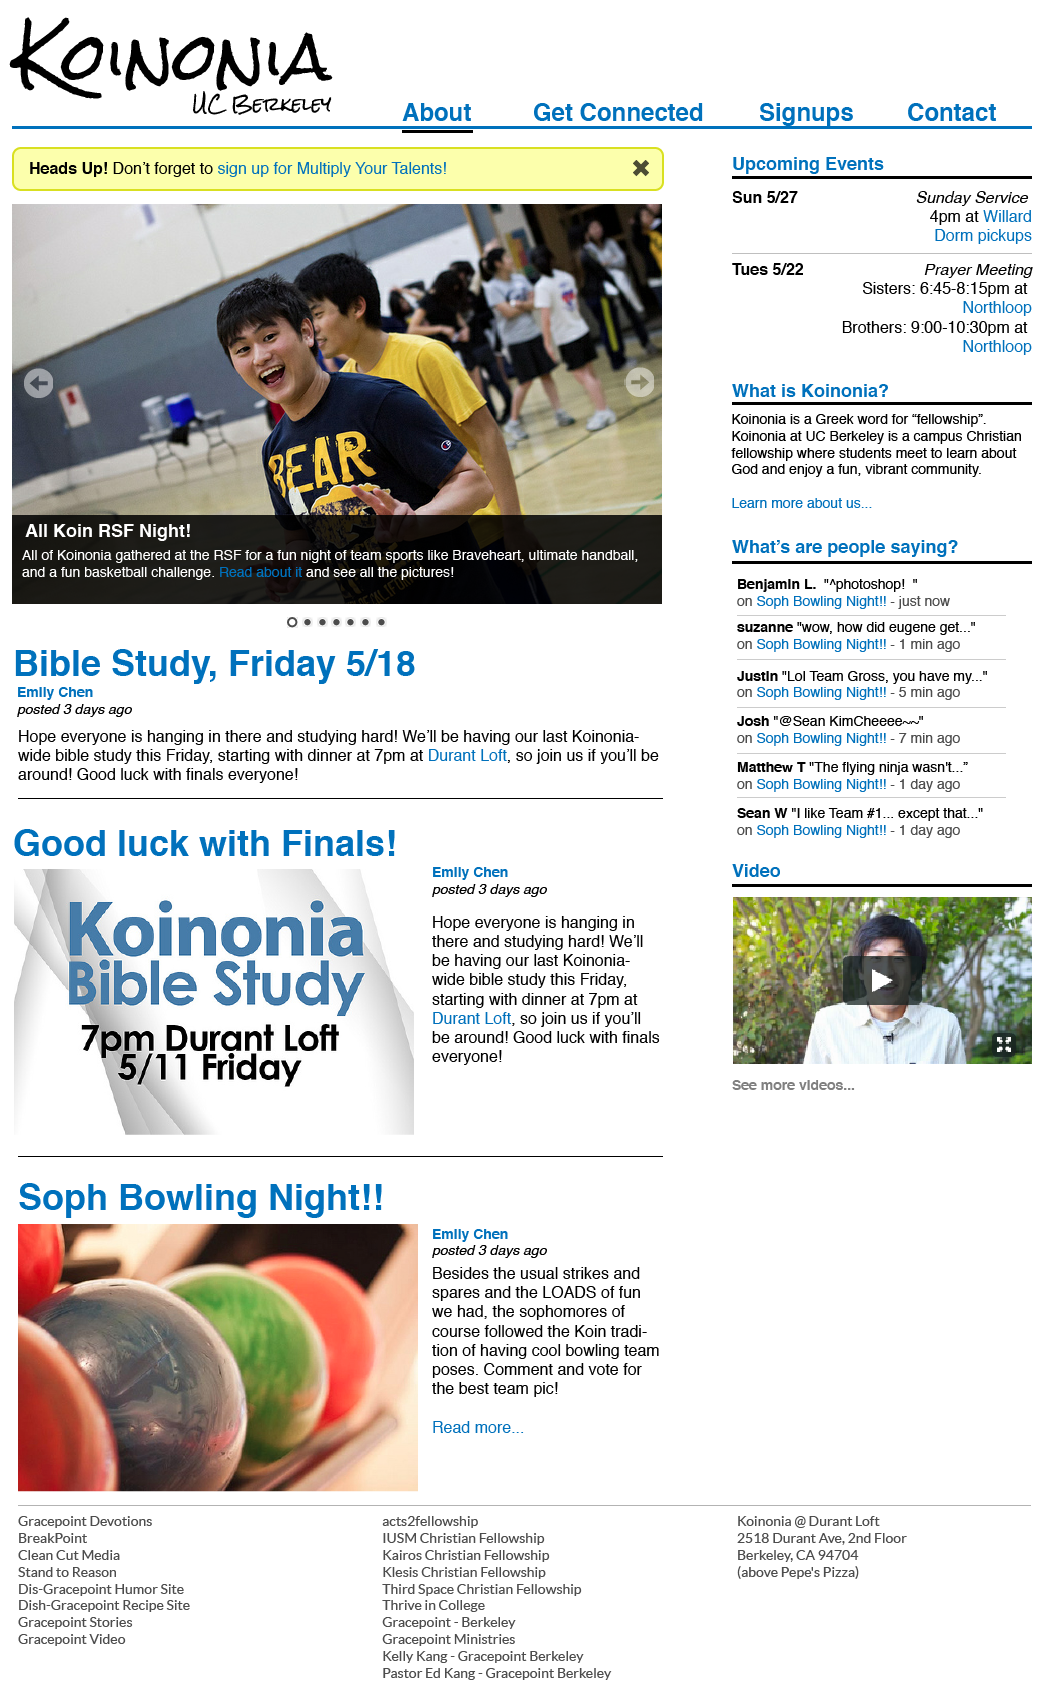 KOINONIA
UC BERKELEY
About
Get Connected
Signups
Contact
Heads Up! Don’t forget to sign up for Multiply Your Talents!
BEAR
All Koin RSF Night!
All of Koinonia gathered at the RSF for a fun night of team sports like Braveheart, ultimate handball,
and a fun basketball challenge. Read about it and see all the pictures!
Bible Study, Friday 5/18
Emily Chen
posted 3 days ago
Hope everyone is hanging in there and studying hard! We’ll be having our last Koinonia-
wide bible study this Friday, starting with dinner at 7pm at Durant Loft, so join us if you’ll be
around! Good luck with finals everyone!
Good luck with Finals!
Koinonia
Bible Study
7pm Durant Loft
5/11 Friday
Emily Chen
posted 3 days ago
Hope everyone is hanging in
there and studying hard! We’ll
be having our last Koinonia-
wide bible study this Friday,
starting with dinner at 7pm at
Durant Loft, so join us if you’ll
be around! Good luck with finals
everyone!
Soph Bowling Night!!
Emily Chen
posted 3 days ago
Besides the usual strikes and
spares and the LOADS of fun
we had, the sophomores of
course followed the Koin tradi-
tion of having cool bowling team
poses. Comment and vote for
the best team pic!
Read more...
Upcoming Events
Sun 5/27
Sunday Service
4pm at Willard
Dorm pickups
Tues 5/22
Prayer Meeting
Sisters: 6:45-8:15pm at
Northloop
Brothers: 9:00-10:30pm at
Northloop
What is Koinonia?
Koinonia is a Greek word for “fellowship”.
Koinonia at UC Berkeley is a campus Christian
fellowship where students meet to learn about
God and enjoy a fun, vibrant community.
Learn more about us...
What’s are people saying?
Benjamin L. "^photoshop! "
on Soph Bowling Night!! - just now
suzanne "wow, how did eugene get..."
on Soph Bowling Night!! - 1 min ago
Justin "Lol Team Gross, you have my..."
on Soph Bowling Night!! - 5 min ago
Josh "@Sean KimCheeee~~"
on Soph Bowling Night!! - 7 min ago
Matthew T "The flying ninja wasn't...”
on Soph Bowling Night!! - 1 day ago
Sean W "I like Team #1... except that..."
on Soph Bowling Night!! - 1 day ago
Video
See more videos...
Gracepoint Devotions
BreakPoint
Clean Cut Media
Stand to Reason
Dis-Gracepoint Humor Site
Dish-Gracepoint Recipe Site
Gracepoint Stories
Gracepoint Video
acts2fellowship
IUSM Christian Fellowship
Kairos Christian Fellowship
Klesis Christian Fellowship
Third Space Christian Fellowship
Thrive in College
Gracepoint - Berkeley
Gracepoint Ministries
Kelly Kang - Gracepoint Berkeley
Pastor Ed Kang - Gracepoint Berkeley
Koinonia @ Durant Loft
2518 Durant Ave, 2nd Floor
Berkeley, CA 94704
(above Pepe's Pizza)